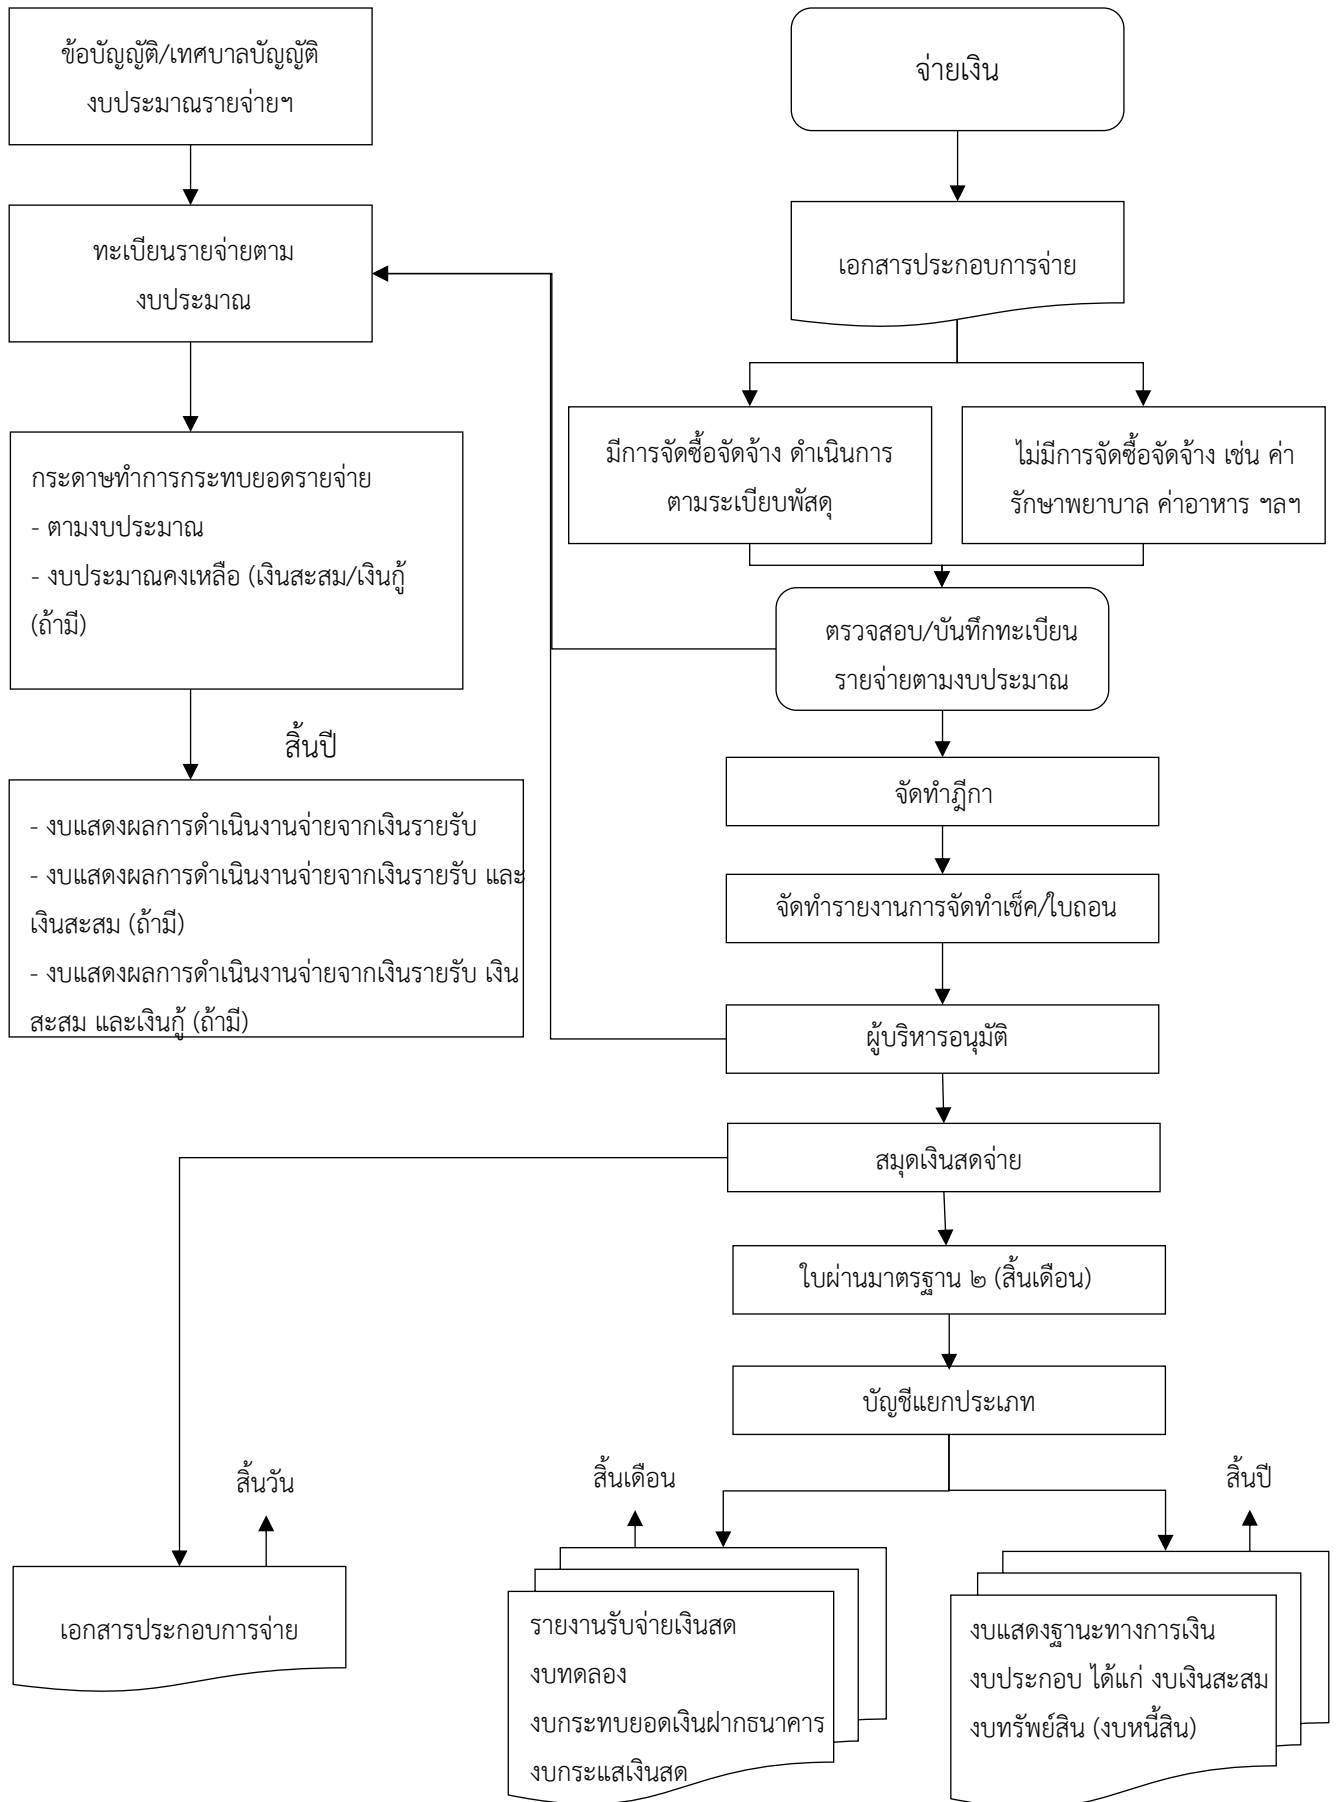 ข้อบัญญัติ/เทศบาลบัญญัติ
งบประมาณรายจ่ายฯ
จ่ายเงิน
ทะเบียนรายจ่ายตาม
งบประมาณ
เอกสารประกอบการจ่าย
มีการจัดซื้อจัดจ้าง ดำเนินการ
ตามระเบียบพัสดุ
ไม่มีการจัดซื้อจัดจ้าง เช่น ค่า
รักษาพยาบาล ค่าอาหาร ฯลฯ
กระดาษทำการกระทบยอดรายจ่าย
- ตามงบประมาณ
- งบประมาณคงเหลือ (เงินสะสม/เงินกู้
(ถ้ามี)
ตรวจสอบ/บันทึกทะเบียน
รายจ่ายตามงบประมาณ
สิ้นปี
จัดทำฎีกา
- งบแสดงผลการดำเนินงานจ่ายจากเงินรายรับ
- งบแสดงผลการดำเนินงานจ่ายจากเงินรายรับ และ
เงินสะสม (ถ้ามี)
- งบแสดงผลการดำเนินงานจ่ายจากเงินรายรับ เงิน
สะสม และเงินกู้ (ถ้ามี)
จัดทำรายงานการจัดทำเช็ค/ใบถอน
ผู้บริหารอนุมัติ
สมุดเงินสดจ่าย
ใบผ่านมาตรฐาน ๒ (สิ้นเดือน)
บัญชีแยกประเภท
สิ้นวัน
สิ้นเดือน
สิ้นปี
เอกสารประกอบการจ่าย
รายงานรับจ่ายเงินสด
งบทดลอง
งบกระทบยอดเงินฝากธนาคาร
งบกระแสเงินสด
งบแสดงฐานะทางการเงิน
งบประกอบ ได้แก่ งบเงินสะสม
งบทรัพย์สิน (งบหนี้สิน)